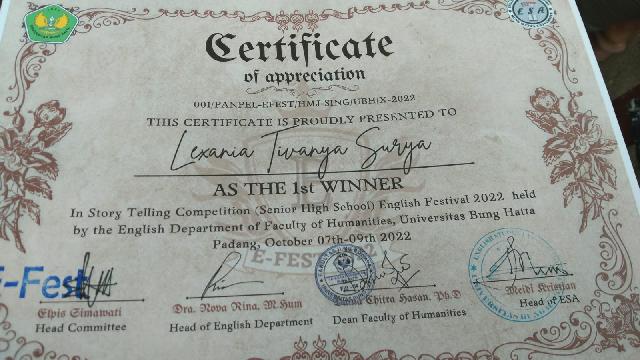 Certificate
of appreciation
001/PANPEL-EFEST/HMJ-SING/UBH/X-2022
THIS CERTIFICATE IS PROUDLY PRESENTED TO
Lexania Tivanya Surya
AS THE 1st WINNER
In Story Telling Competition (Senior High School) English Festival 2022 held
by the English Department of Faculty of Humanities, Universitas Bung Hatta
Padang, October 07th-09th 2022
E-FEST
E-Fest
Elvis Simawati
Head Committee
Dra. Nova Rina, M.Hum
Head of English Department
Chitra Hasan, Ph.D
Dean Faculty of Humanities
Meidi Kristian
Head of ESA
ESA